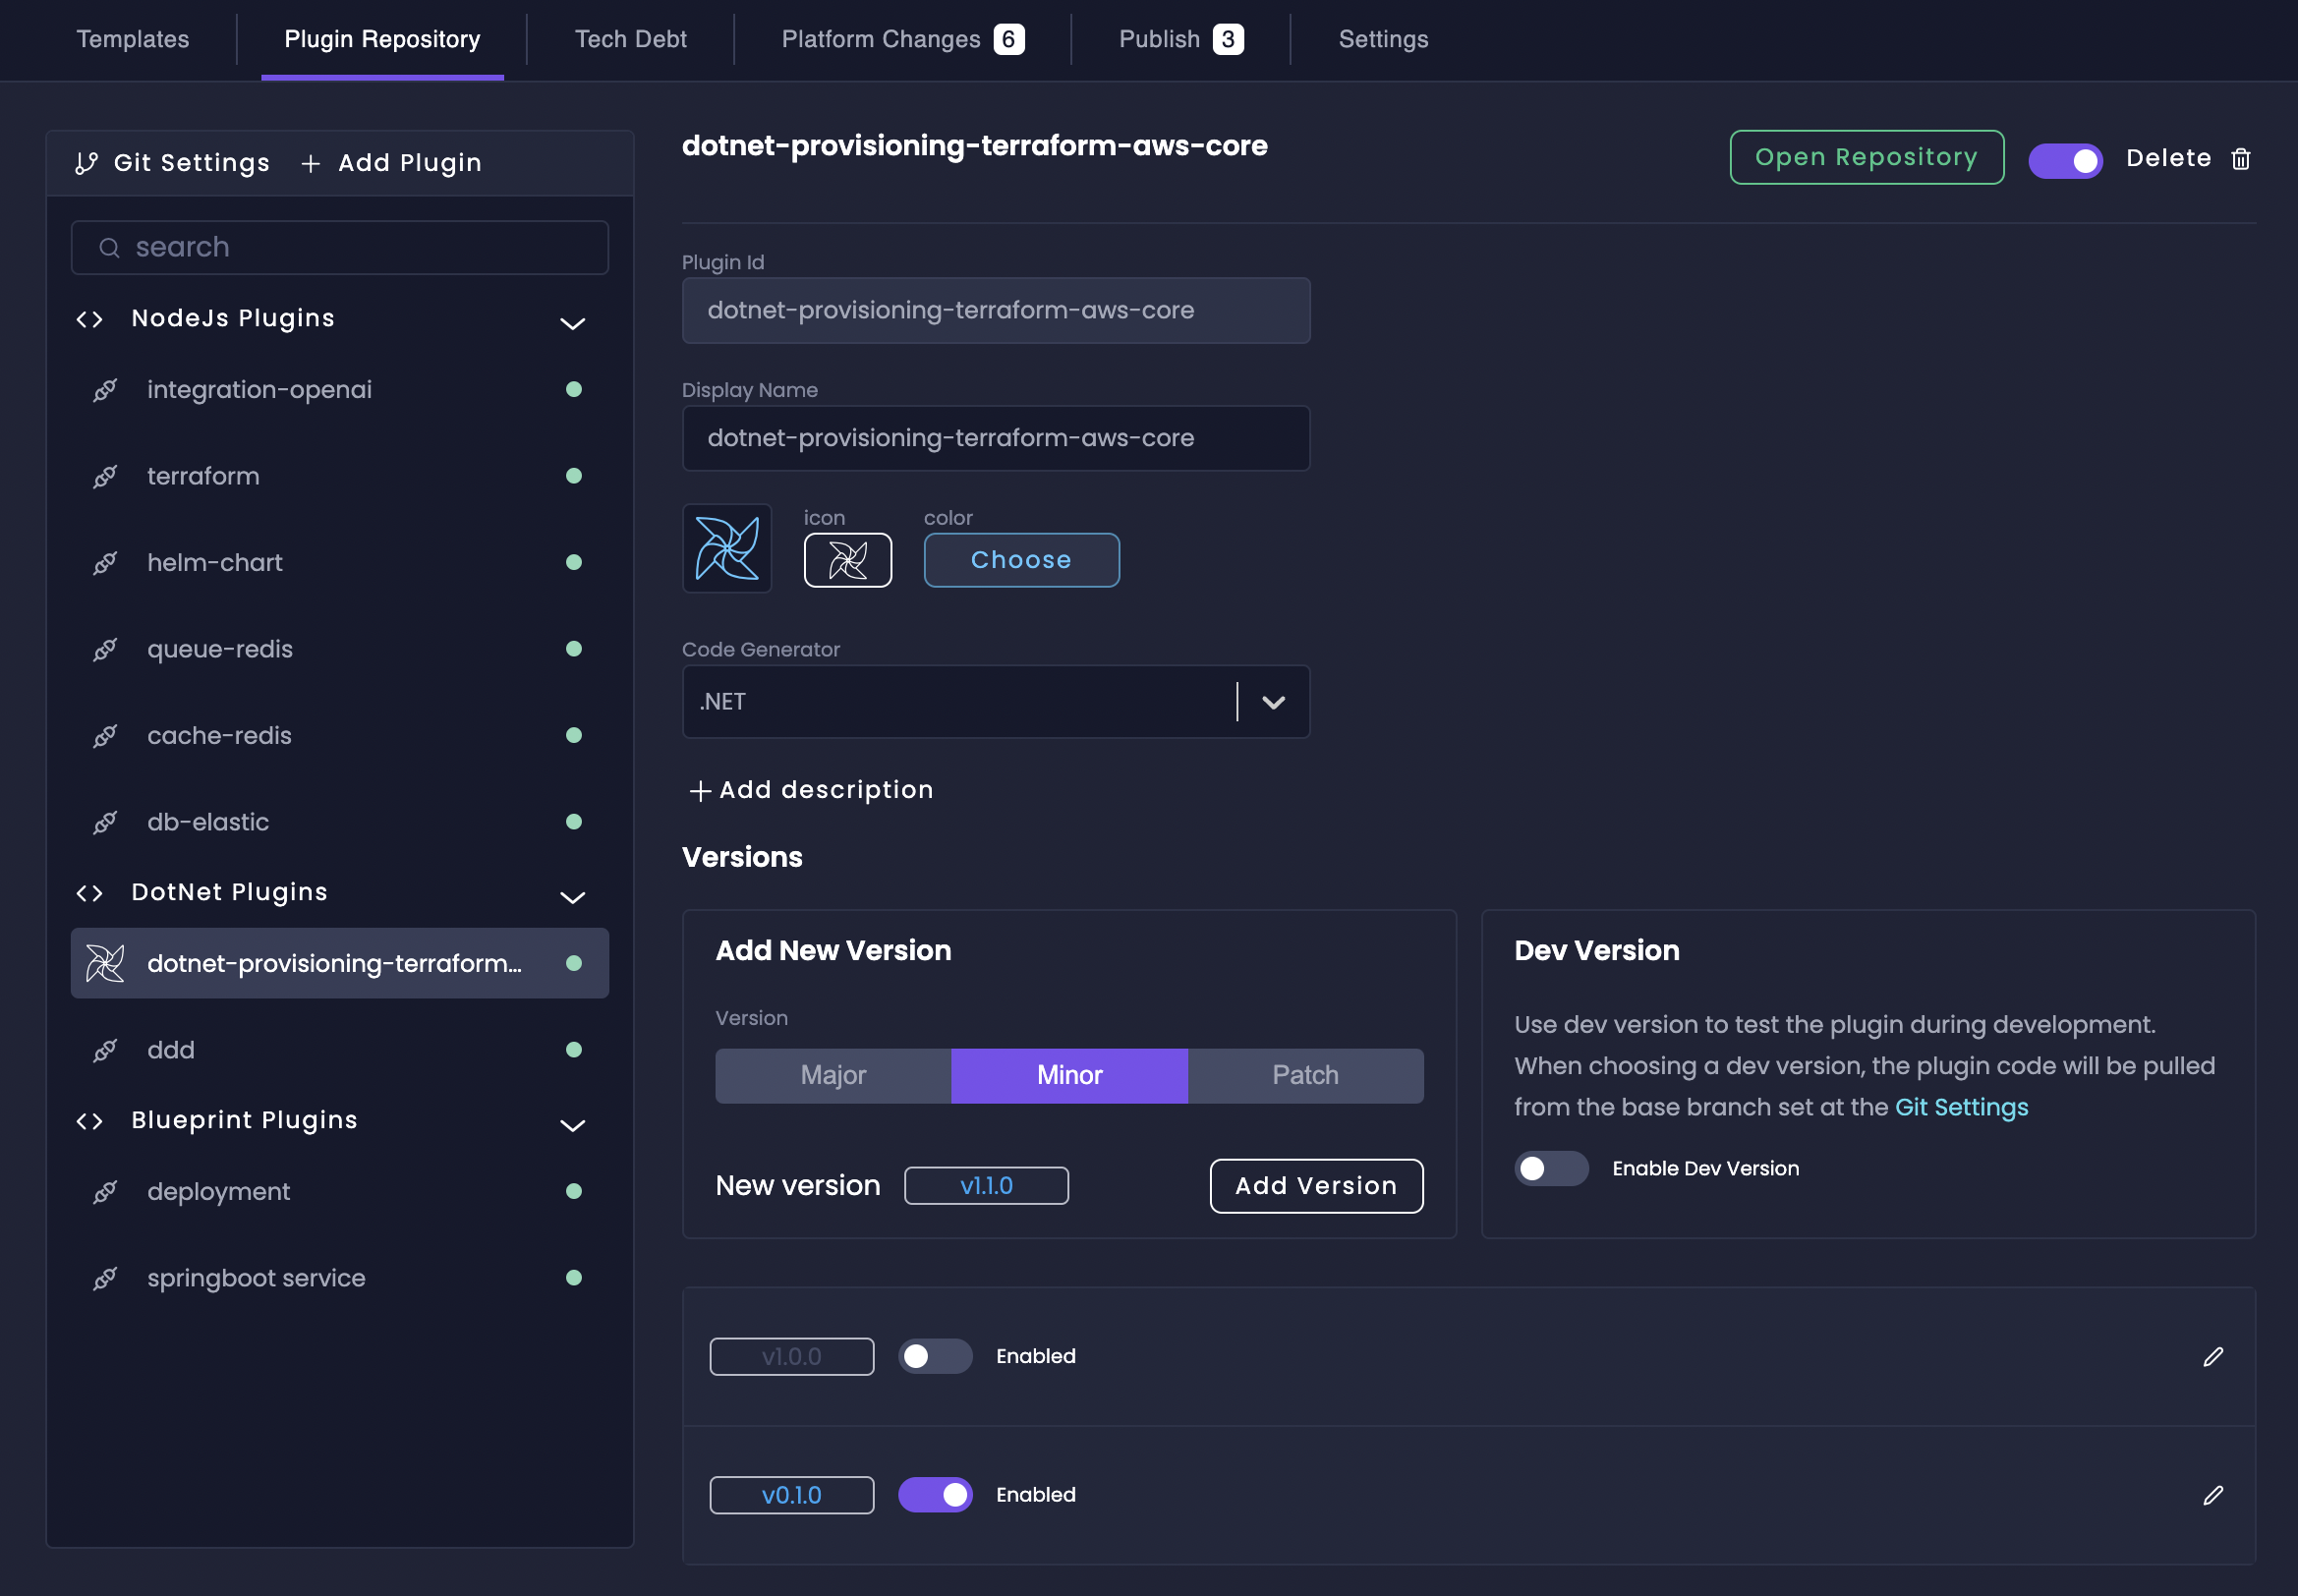 Templates
Plugin Repository
Tech Debt
Platform Changes 6
Publish 3
Settings
Git Settings
Add Plugin
search
NodeJs Plugins
integration-openai
terraform
helm-chart
queue-redis
cache-redis
db-elastic
DotNet Plugins
dotnet-provisioning-terraform...
ddd
Blueprint Plugins
deployment
springboot service
dotnet-provisioning-terraform-aws-core
Open Repository
Delete
Plugin Id
dotnet-provisioning-terraform-aws-core
Display Name
dotnet-provisioning-terraform-aws-core
icon
color
Choose
Code Generator
.NET
Add description
Versions
Add New Version
Version
Major
Minor
Patch
New version
v1.1.0
Add Version
Dev Version
Use dev version to test the plugin during development.
When choosing a dev version, the plugin code will be pulled
from the base branch set at the Git Settings
Enable Dev Version
v1.0.0
Enabled
v0.1.0
Enabled